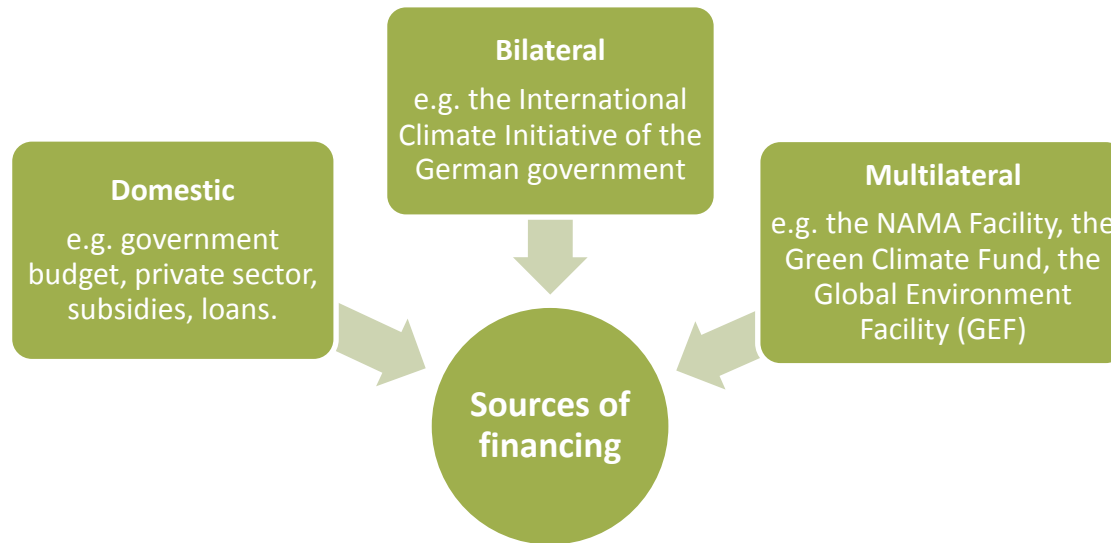 Domestic
e.g. government
budget, private sector,
subsidies, loans.
Bilateral
e.g. the International
Climate Initiative of the
German government
Multilateral
e.g. the NAMA Facility, the
Green Climate Fund, the
Global Environment
Facility (GEF)
Sources of
financing